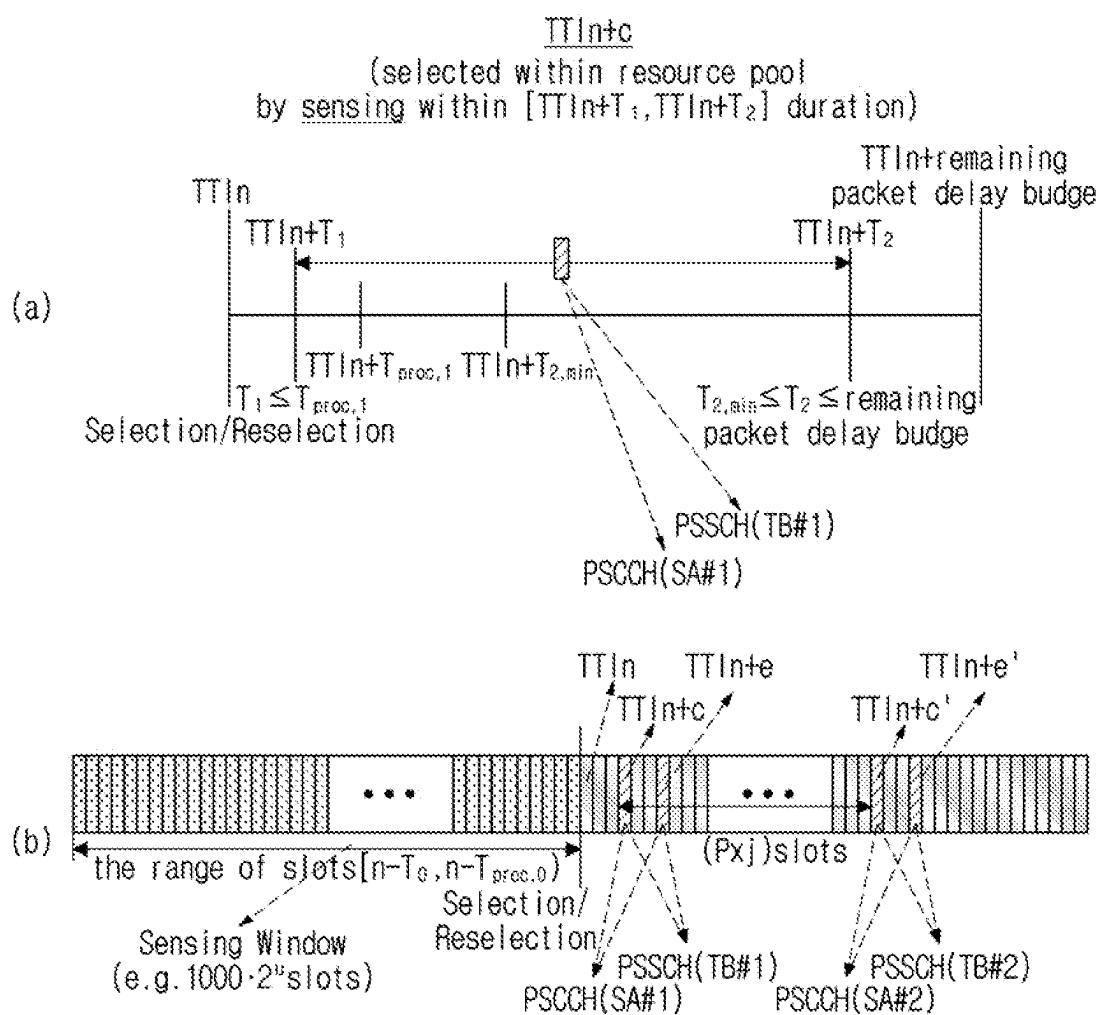 TTIn+c
(selected within resource pool
by sensing within [TTIn+T₁,TTIn+T₂] duration)
TTIn+remaining
packet delay budge
TTIn
TTIn+T₁
TTIn+T₂
(a)
TTIn+Tproc,1
TTIn+T2,min
T₁≤Tproc,1
Selection/Reselection
T2,min≤T₂≤remaining
packet delay budge
PSSCH(TB#1)
PSCCH(SA#1)
TTIn
TTIn+e
TTIn+e'
TTIn+c
TTIn+c'
(b)
the range of slots[n-T₀,n-Tproc,0)
(Pxj)slots
Selection/
Reselection
Sensing Window
(e.g.1000·2ᵘslots)
PSSCH(TB#1)
PSCCH(SA#1)
PSSCH(TB#2)
PSCCH(SA#2)